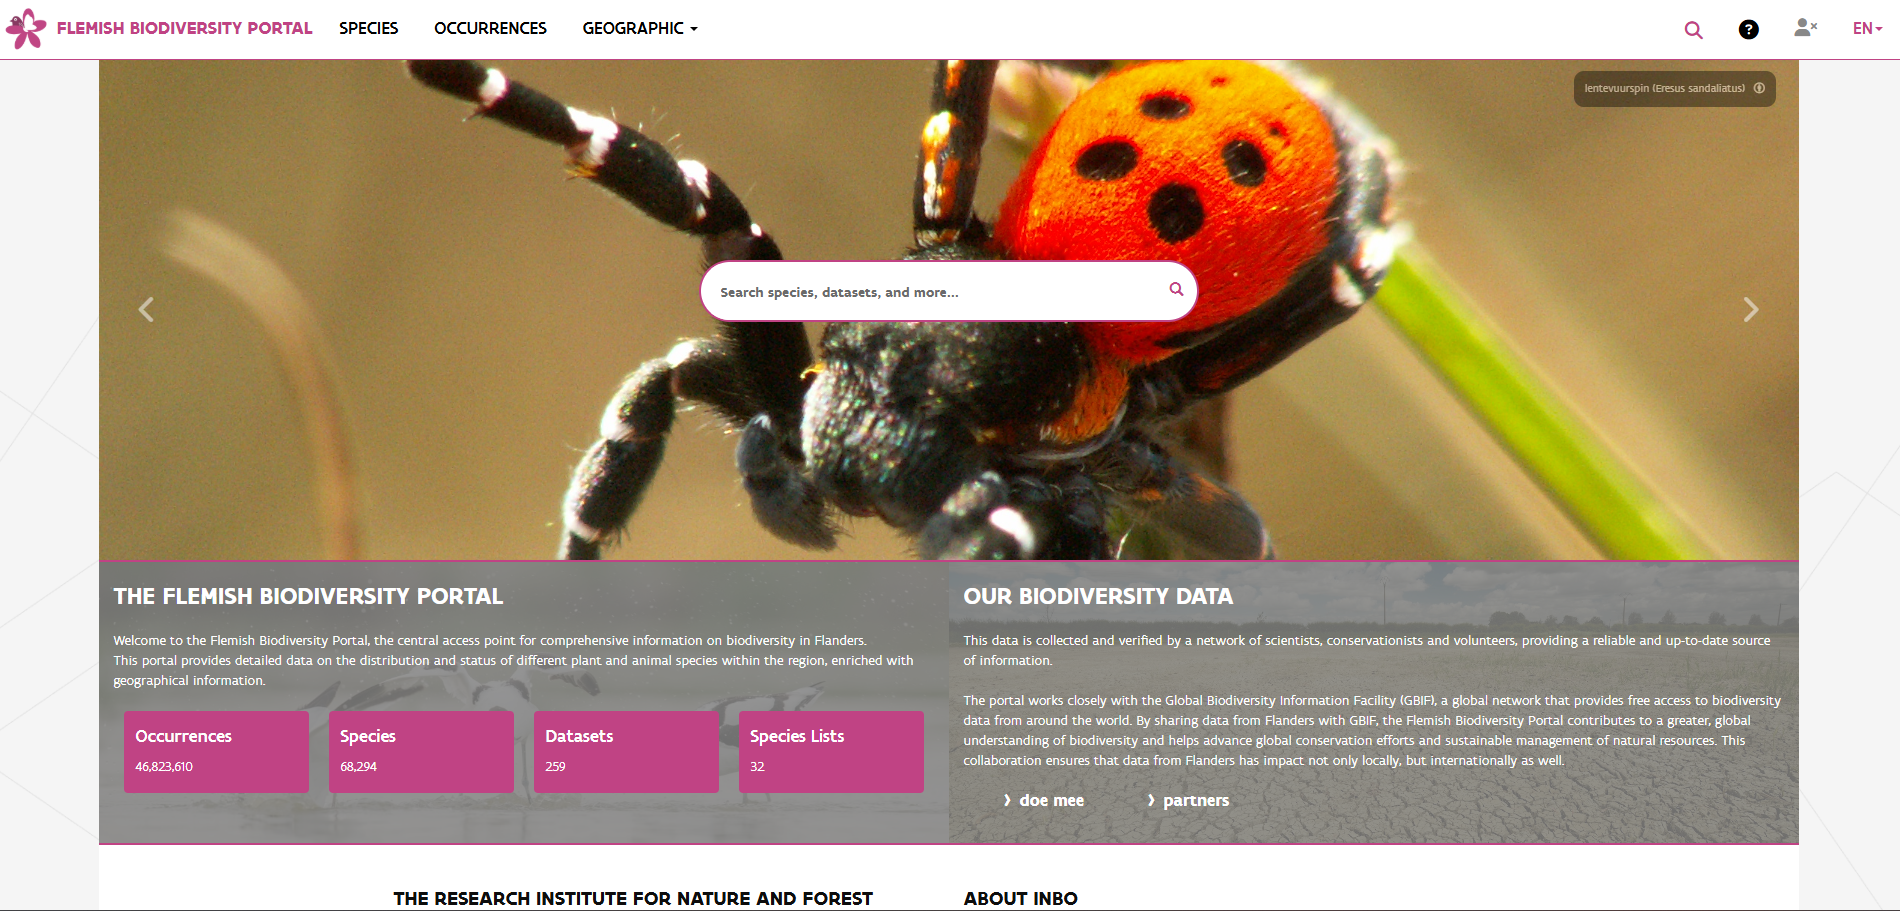 FLEMISH BIODIVERSITY PORTAL
SPECIES
OCCURRENCES
GEOGRAPHIC
?
EN
lentevuurspin (Eresus sandaliatus)
Search species, datasets, and more...
THE FLEMISH BIODIVERSITY PORTAL
Welcome to the Flemish Biodiversity Portal, the central access point for comprehensive information on biodiversity in Flanders.
This portal provides detailed data on the distribution and status of different plant and animal species within the region, enriched with
geographical information.
Occurrences
46,823,610
Species
68,294
Datasets
259
Species Lists
32
OUR BIODIVERSITY DATA
This data is collected and verified by a network of scientists, conservationists and volunteers, providing a reliable and up-to-date source
of information.
The portal works closely with the Global Biodiversity Information Facility (GBIF), a global network that provides free access to biodiversity
data from around the world. By sharing data from Flanders with GBIF, the Flemish Biodiversity Portal contributes to a greater, global
understanding of biodiversity and helps advance global conservation efforts and sustainable management of natural resources. This
collaboration ensures that data from Flanders has impact not only locally, but internationally as well.
❯ doe mee
❯ partners
THE RESEARCH INSTITUTE FOR NATURE AND FOREST
ABOUT INBO